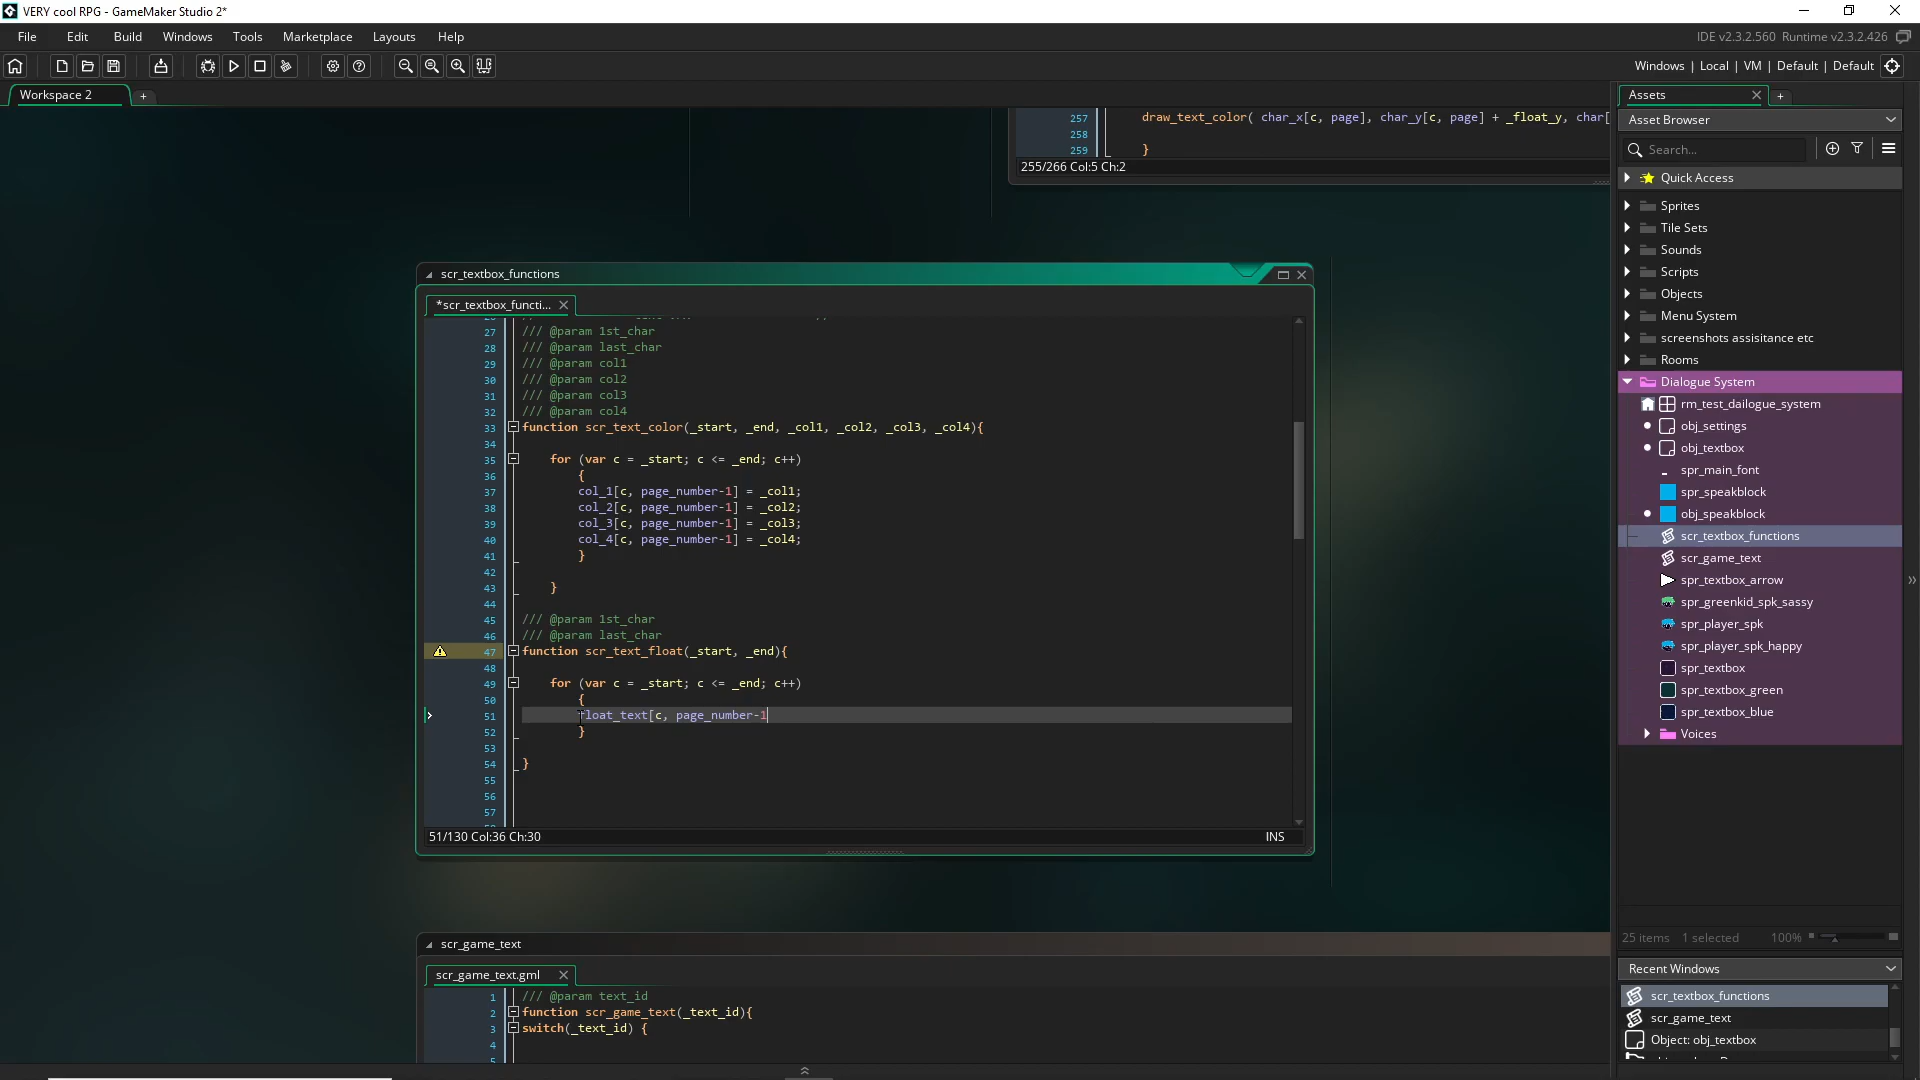 VERY cool RPG - GameMaker Studio 2*
File Edit Build Windows Tools Marketplace Layouts Help
IDE v2.3.2.560 Runtime v2.3.2.426
Windows | Local | VM | Default | Default
Workspace 2
257 draw_text_color( char_x[c, page], char_y[c, page] + _float_y, char[
258
259 }
255/266 Col:5 Ch:2
scr_textbox_functions
*scr_textbox_functi...
27 /// @param 1st_char
28 /// @param last_char
29 /// @param col1
30 /// @param col2
31 /// @param col3
32 /// @param col4
33 function scr_text_color(_start, _end, _col1, _col2, _col3, _col4){
34
35 for (var c = _start; c <= _end; c++)
36 {
37 col_1[c, page_number-1] = _col1;
38 col_2[c, page_number-1] = _col2;
39 col_3[c, page_number-1] = _col3;
40 col_4[c, page_number-1] = _col4;
41 }
42
43 }
44
45 /// @param 1st_char
46 /// @param last_char
47 function scr_text_float(_start, _end){
48
49 for (var c = _start; c <= _end; c++)
50 {
51 float_text[c, page_number-1
52 }
53
54 }
55
56
57
51/130 Col:36 Ch:30
INS
scr_game_text
scr_game_text.gml
1 /// @param text_id
2 function scr_game_text(_text_id){
3 switch(_text_id) {
4
5
Assets
Asset Browser
Search...
Quick Access
Sprites
Tile Sets
Sounds
Scripts
Objects
Menu System
screenshots assisitance etc
Rooms
Dialogue System
rm_test_dailogue_system
obj_settings
obj_textbox
spr_main_font
spr_speakblock
obj_speakblock
scr_textbox_functions
scr_game_text
spr_textbox_arrow
spr_greenkid_spk_sassy
spr_player_spk
spr_player_spk_happy
spr_textbox
spr_textbox_green
spr_textbox_blue
Voices
25 items 1 selected 100%
Recent Windows
scr_textbox_functions
scr_game_text
Object: obj_textbox